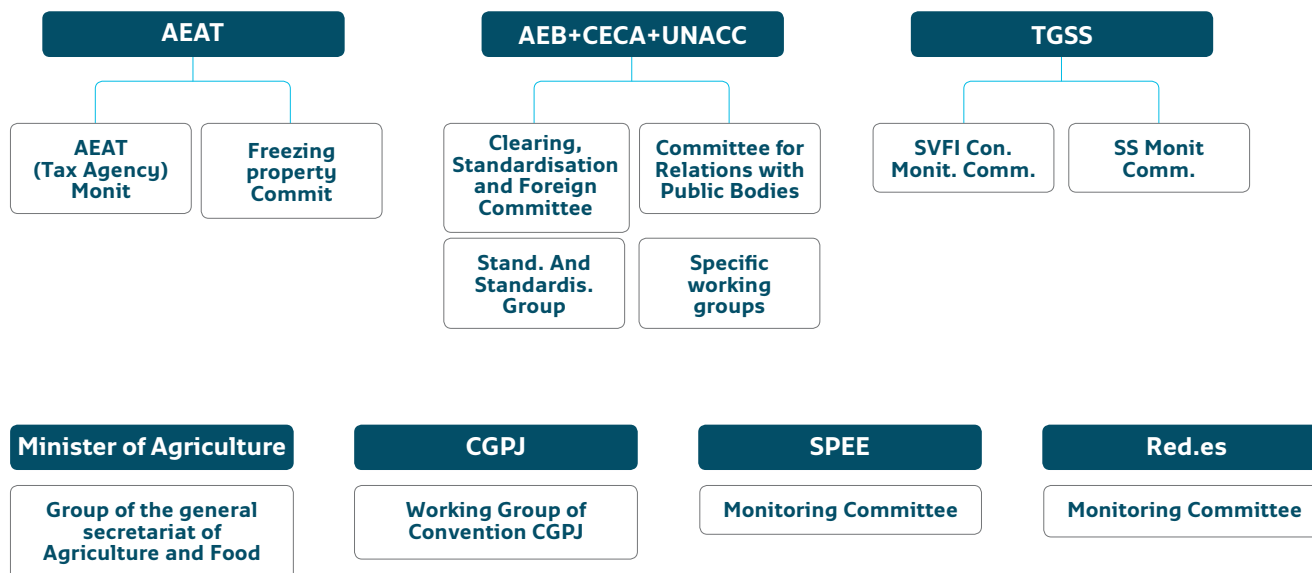 AEAT
AEB+CECA+UNACC
TGSS
AEAT
(Tax Agency)
Monit
Freezing
property
Commit
Clearing,
Standardisation
and Foreign
Committee
Committee for
Relations with
Public Bodies
SVFI Con.
Monit. Comm.
SS Monit
Comm.
Stand. And
Standardis.
Group
Specific
working
groups
Minister of Agriculture
CGPJ
SPEE
Red.es
Group of the general
secretariat of
Agriculture and Food
Working Group of
Convention CGPJ
Monitoring Committee
Monitoring Committee